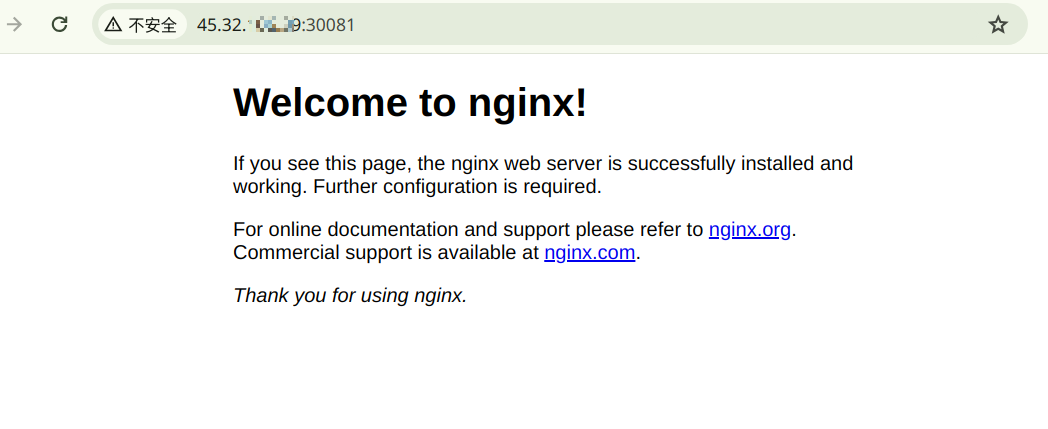 不安全 45.32. 9:30081
Welcome to nginx!
If you see this page, the nginx web server is successfully installed and
working. Further configuration is required.
For online documentation and support please refer to nginx.org.
Commercial support is available at nginx.com.
Thank you for using nginx.